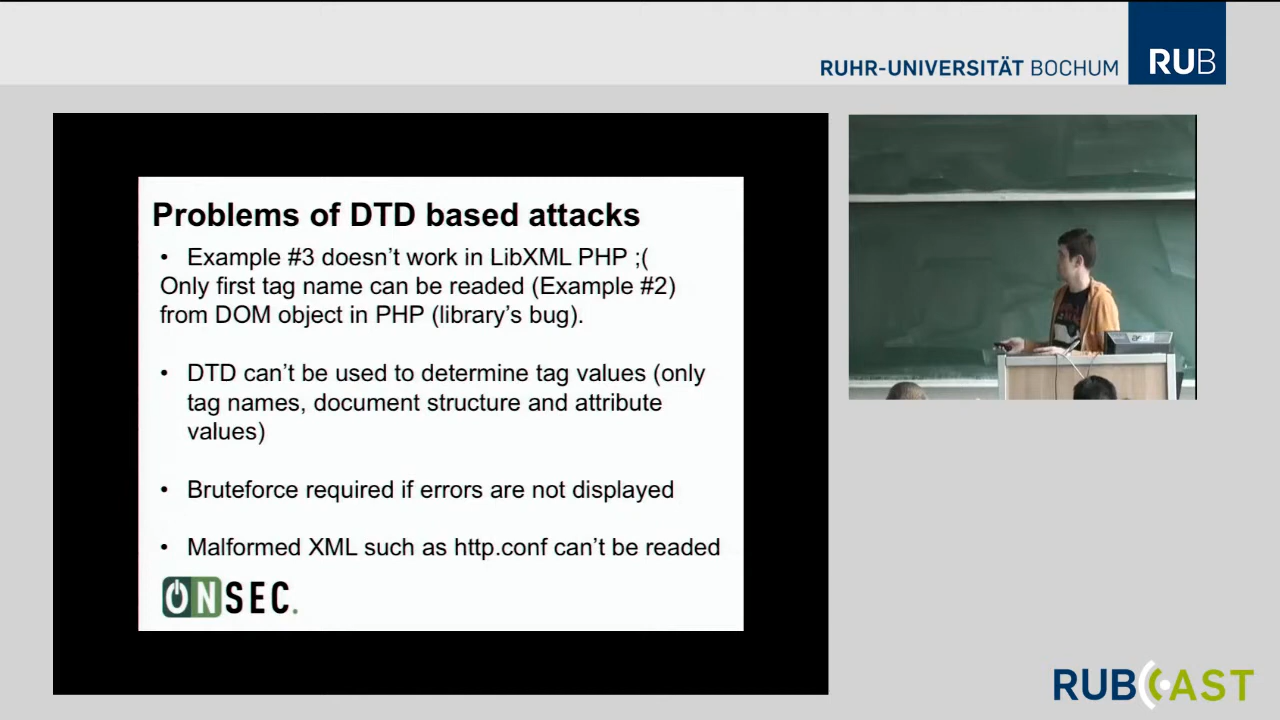 RUHR-UNIVERSITÄT BOCHUM
RUB
Problems of DTD based attacks
• Example #3 doesn't work in LibXML PHP ;(
Only first tag name can be readed (Example #2)
from DOM object in PHP (library's bug).
• DTD can't be used to determine tag values (only
tag names, document structure and attribute
values)
• Bruteforce required if errors are not displayed
• Malformed XML such as http.conf can't be readed
ONSEC.
RUBCAST